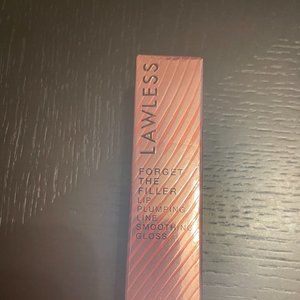 LAWLESS
FORGET
THE
FILLER
LIP
PLUMPING
LINE
SMOOTHING
GLOSS